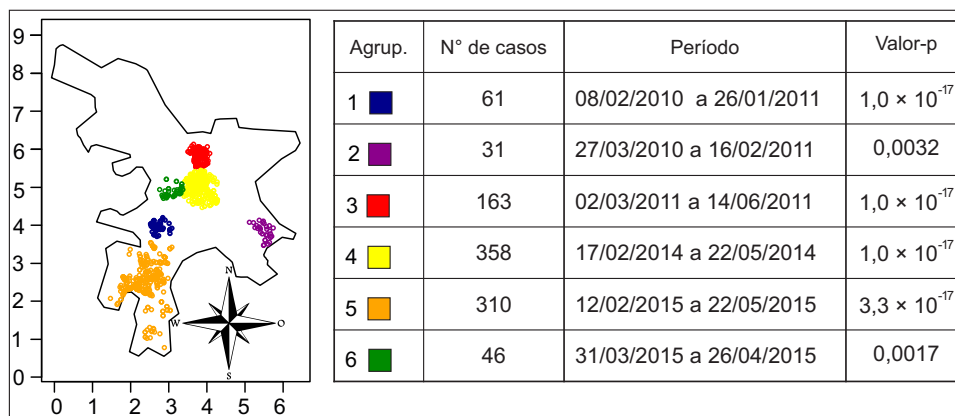 9
8
7
6
5
4
3
2
1
0
0 1 2 3 4 5 6
N
W O
S
Agrup. N° de casos Período Valor-p
1 61 08/02/2010 a 26/01/2011 1,0 × 10⁻¹⁷
2 31 27/03/2010 a 16/02/2011 0,0032
3 163 02/03/2011 a 14/06/2011 1,0 × 10⁻¹⁷
4 358 17/02/2014 a 22/05/2014 1,0 × 10⁻¹⁷
5 310 12/02/2015 a 22/05/2015 3,3 × 10⁻¹⁷
6 46 31/03/2015 a 26/04/2015 0,0017